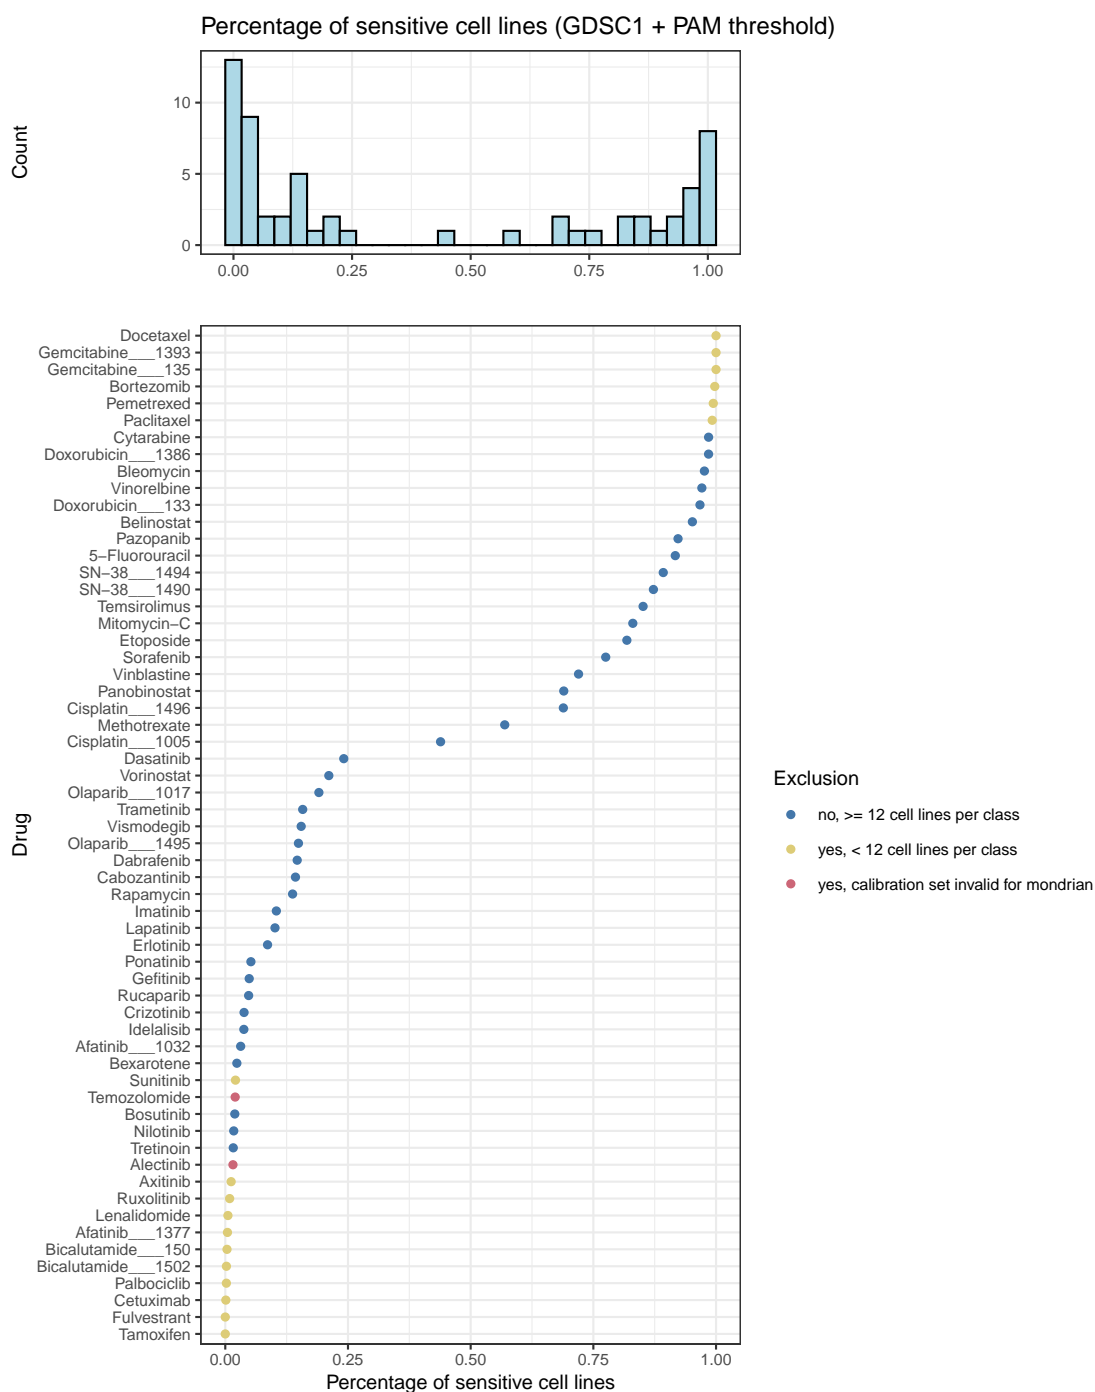 Percentage of sensitive cell lines (GDSC1 + PAM threshold)
Count
10
5
0
0.00 0.25 0.50 0.75 1.00
Drug
Docetaxel
Gemcitabine___1393
Gemcitabine___135
Bortezomib
Pemetrexed
Paclitaxel
Cytarabine
Doxorubicin___1386
Bleomycin
Vinorelbine
Doxorubicin___133
Belinostat
Pazopanib
5−Fluorouracil
SN−38___1494
SN−38___1490
Temsirolimus
Mitomycin−C
Etoposide
Sorafenib
Vinblastine
Panobinostat
Cisplatin___1496
Methotrexate
Cisplatin___1005
Dasatinib
Vorinostat
Olaparib___1017
Trametinib
Vismodegib
Olaparib___1495
Dabrafenib
Cabozantinib
Rapamycin
Imatinib
Lapatinib
Erlotinib
Ponatinib
Gefitinib
Rucaparib
Crizotinib
Idelalisib
Afatinib___1032
Bexarotene
Sunitinib
Temozolomide
Bosutinib
Nilotinib
Tretinoin
Alectinib
Axitinib
Ruxolitinib
Lenalidomide
Afatinib___1377
Bicalutamide___150
Bicalutamide___1502
Palbociclib
Cetuximab
Fulvestrant
Tamoxifen
0.00 0.25 0.50 0.75 1.00
Percentage of sensitive cell lines
Exclusion
no, >= 12 cell lines per class
yes, < 12 cell lines per class
yes, calibration set invalid for mondrian